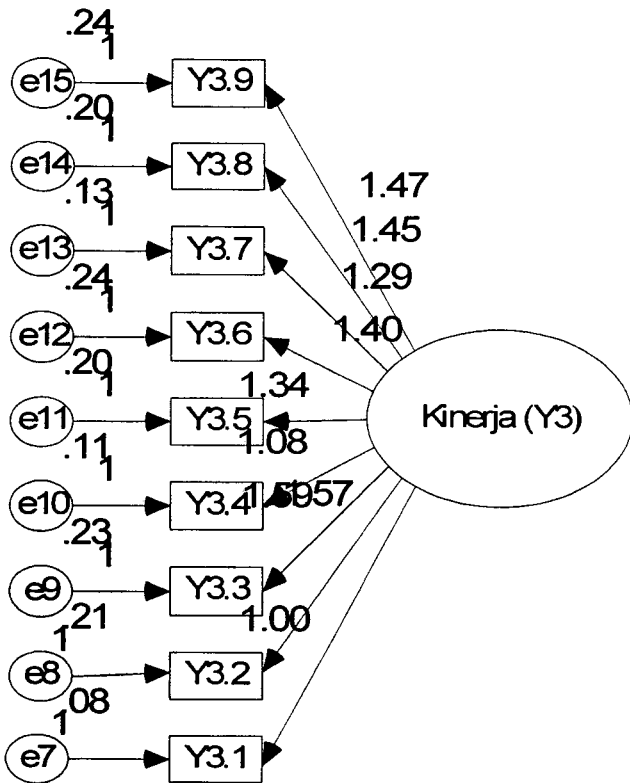 .24
1
e15 Y3.9
.20
1
e14 Y3.8 1.47
.13
1 1.45
e13 Y3.7
.24 1.29
1
e12 Y3.6 1.40
.20
1 1.34
e11 Y3.5 Kinerja (Y3)
.11 1.08
1
e10 Y3.4 .57
.23
1
e9 Y3.3
.21 1.00
1
e8 Y3.2
.08
1
e7 Y3.1